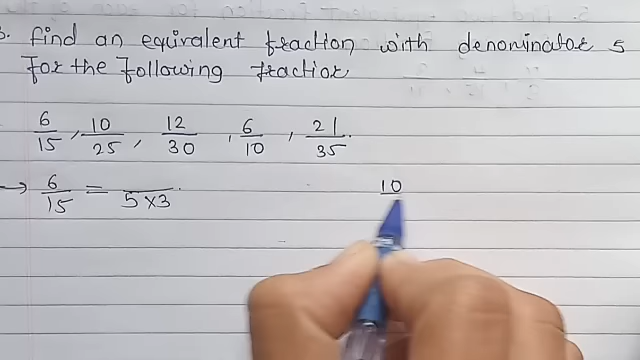 3. find an equivalent fraction with denominator 5
For the following fraction
6/15, 10/25, 12/30, 6/10, 21/35.
→ 6/15 = /5×3 10